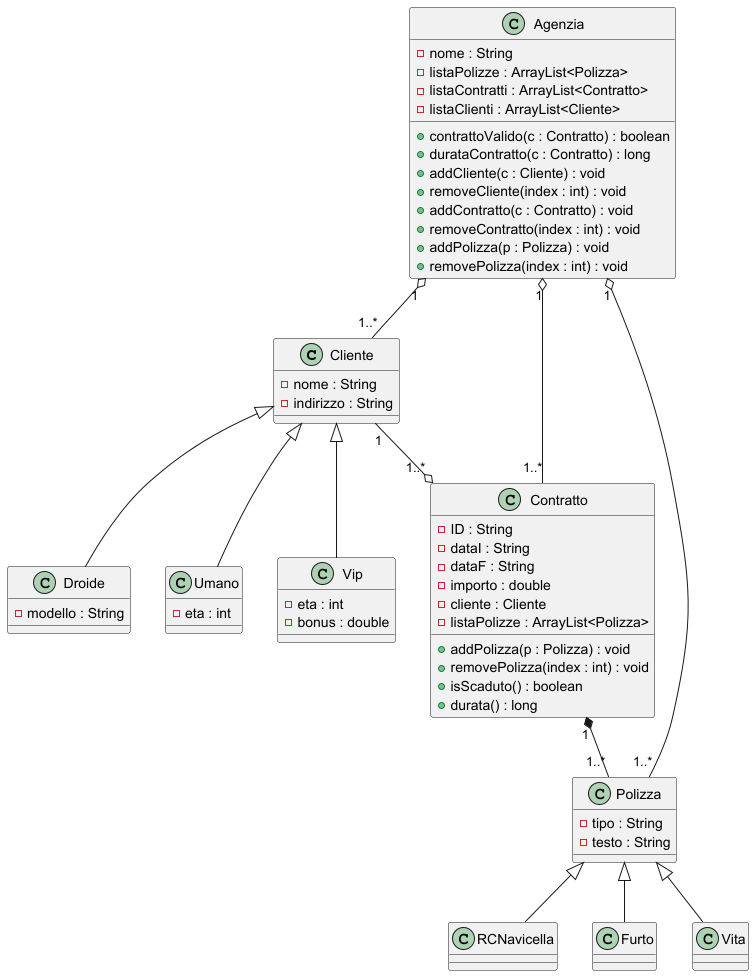 C Agenzia
nome : String
listaPolizze : ArrayList<Polizza>
listaContratti : ArrayList<Contratto>
listaClienti : ArrayList<Cliente>
contrattoValido(c : Contratto) : boolean
durataContratto(c : Contratto) : long
addCliente(c : Cliente) : void
removeCliente(index : int) : void
addContratto(c : Contratto) : void
removeContratto(index : int) : void
addPolizza(p : Polizza) : void
removePolizza(index : int) : void
1 1 1
1..*
C Cliente
nome : String
indirizzo : String
1
1..* 1..*
C Contratto
ID : String
dataI : String
dataF : String
importo : double
cliente : Cliente
listaPolizze : ArrayList<Polizza>
addPolizza(p : Polizza) : void
removePolizza(index : int) : void
isScaduto() : boolean
durata() : long
C Droide
modello : String
C Umano
eta : int
C Vip
eta : int
bonus : double
1
1..* 1..*
C Polizza
tipo : String
testo : String
C RCNavicella
C Furto
C Vita